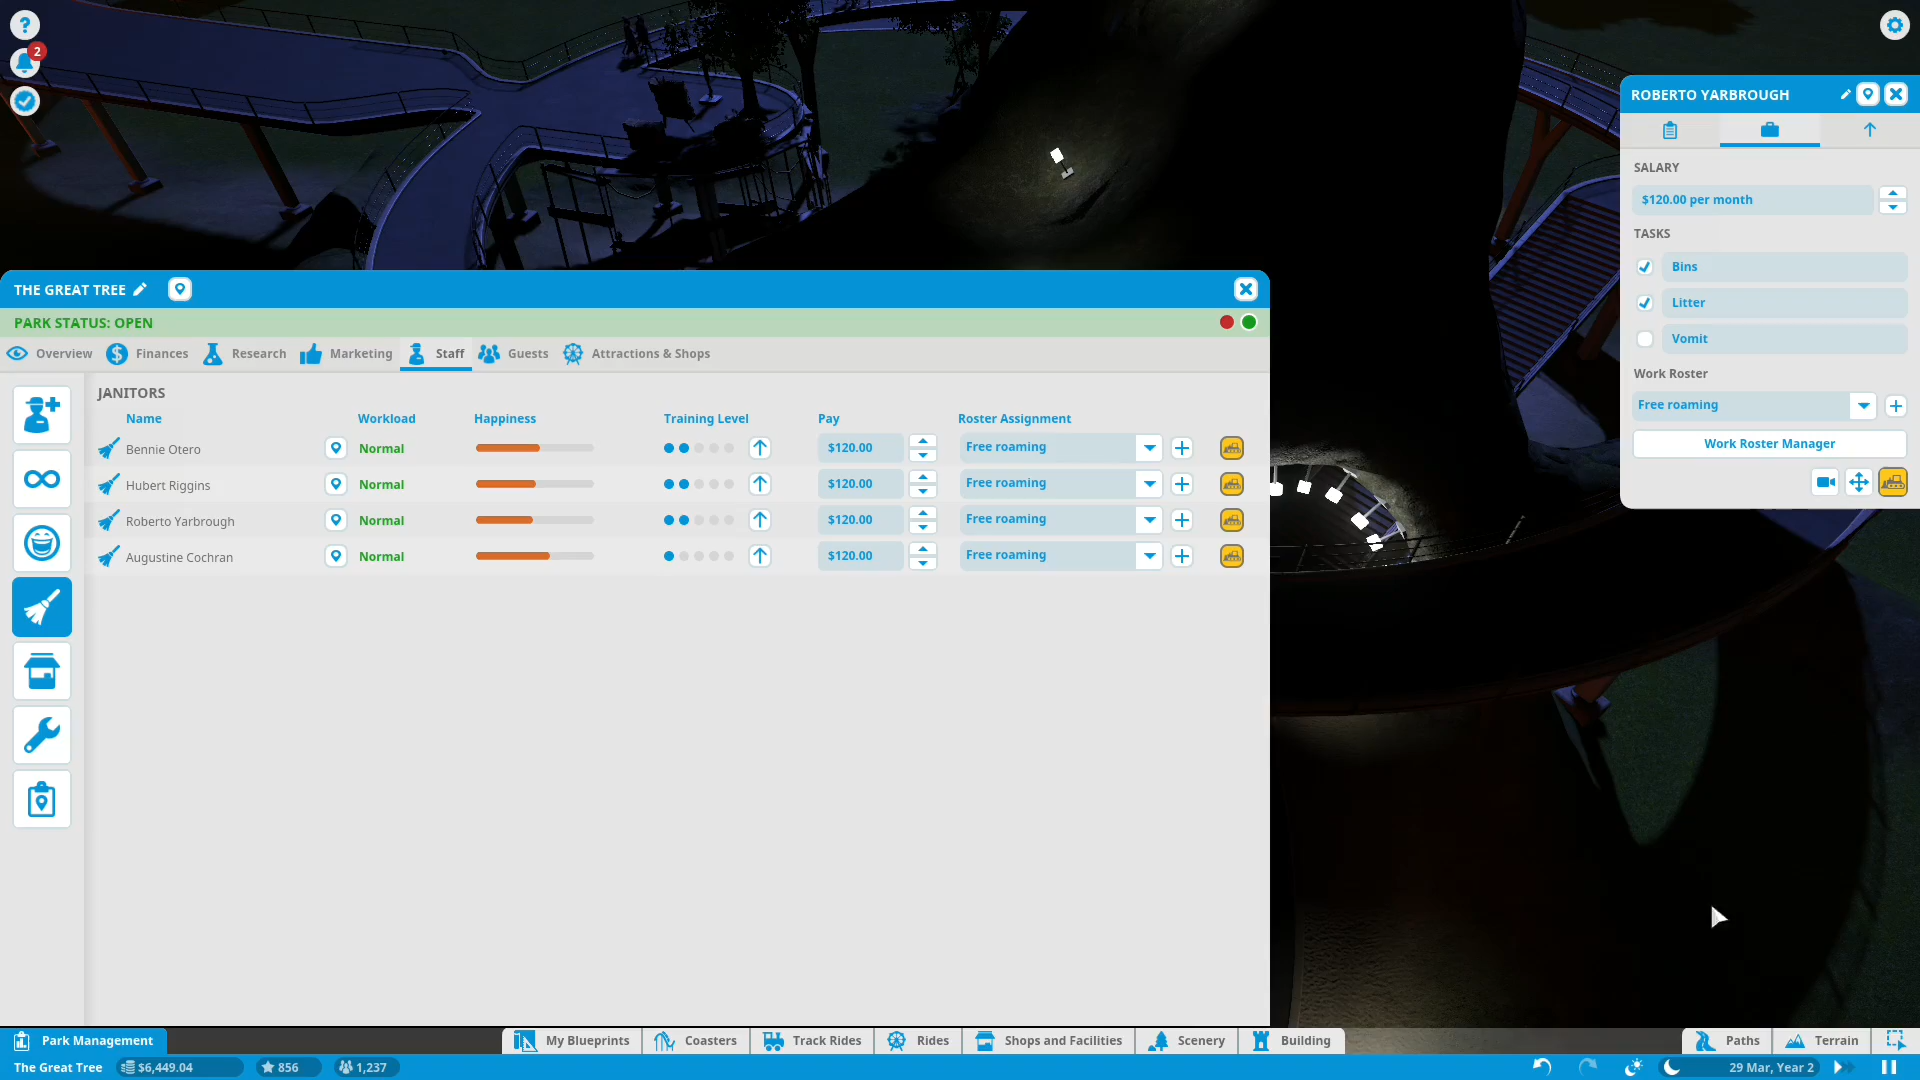 ?
2
ROBERTO YARBROUGH
SALARY
$120.00 per month
TASKS
Bins
Litter
Vomit
Work Roster
Free roaming
Work Roster Manager
THE GREAT TREE
PARK STATUS: OPEN
Overview Finances Research Marketing Staff Guests Attractions & Shops
JANITORS
Name Workload Happiness Training Level Pay Roster Assignment
Bennie Otero Normal $120.00 Free roaming
Hubert Riggins Normal $120.00 Free roaming
Roberto Yarbrough Normal $120.00 Free roaming
Augustine Cochran Normal $120.00 Free roaming
Park Management My Blueprints Coasters Track Rides Rides Shops and Facilities Scenery Building Paths Terrain
The Great Tree $6,449.04 856 1,237 29 Mar, Year 2